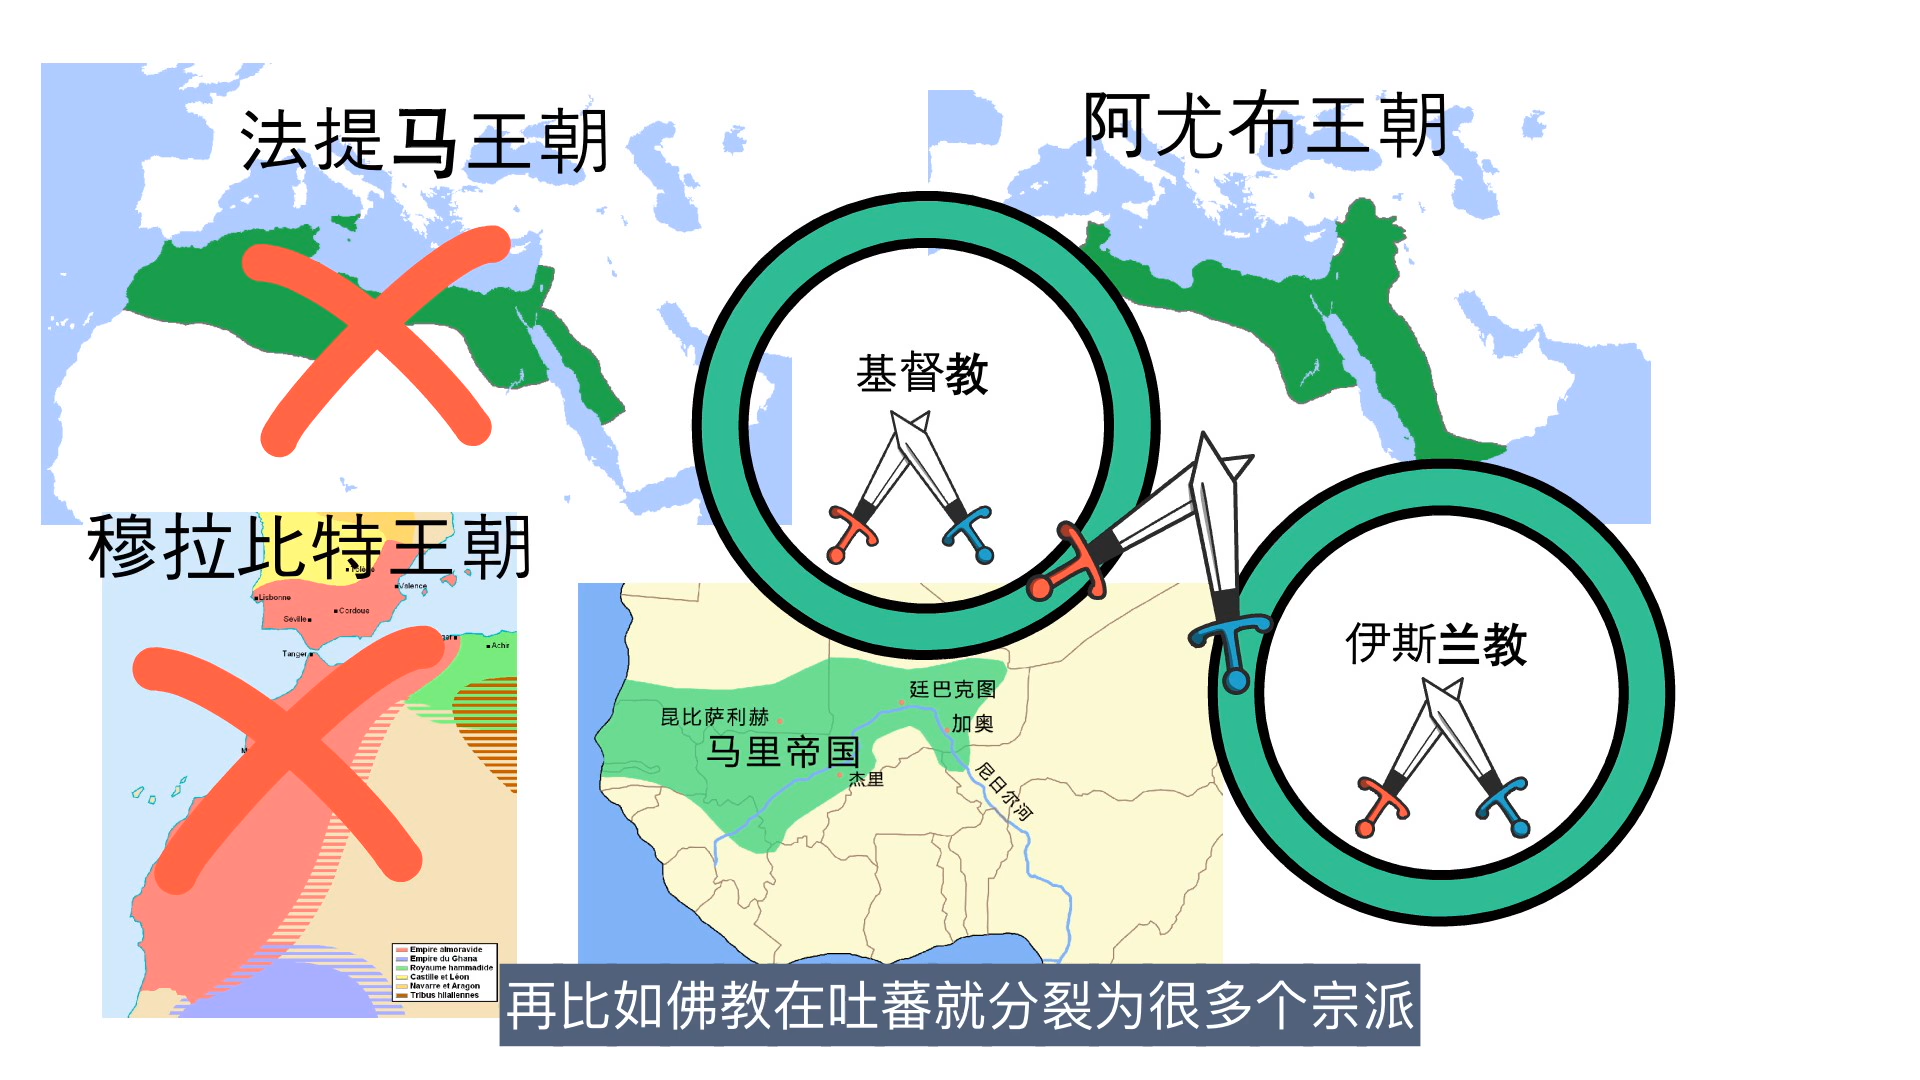 法提马王朝
阿尤布王朝
基督教
穆拉比特王朝
Lisbonne
Valence
Cordoue
Seville
Tanger
Achir
伊斯兰教
廷巴克图
昆比萨利赫
加奥
马里帝国
杰里
尼日尔河
Empire almoravide
Empire du Ghana
Royaume hammadide
Castille et Léon
Navarre et Aragon
Tribus hilaliennes
再比如佛教在吐蕃就分裂为很多个宗派